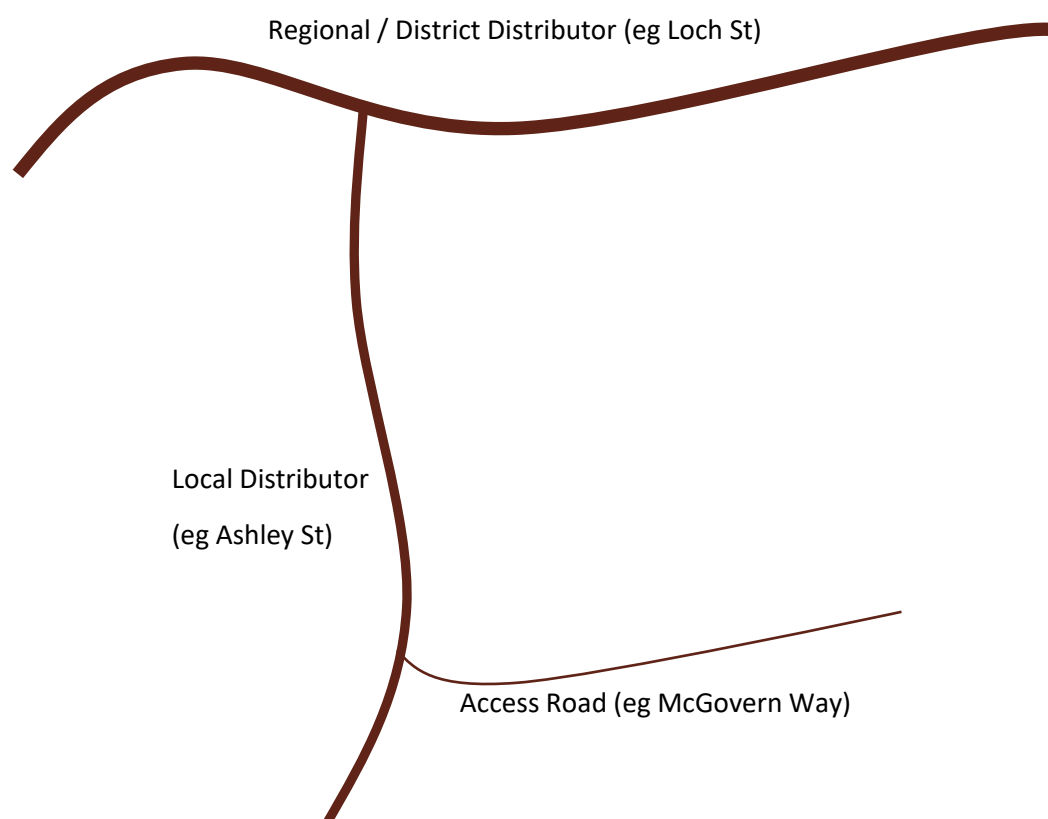 Regional / District Distributor (eg Loch St)
Local Distributor
(eg Ashley St)
Access Road (eg McGovern Way)